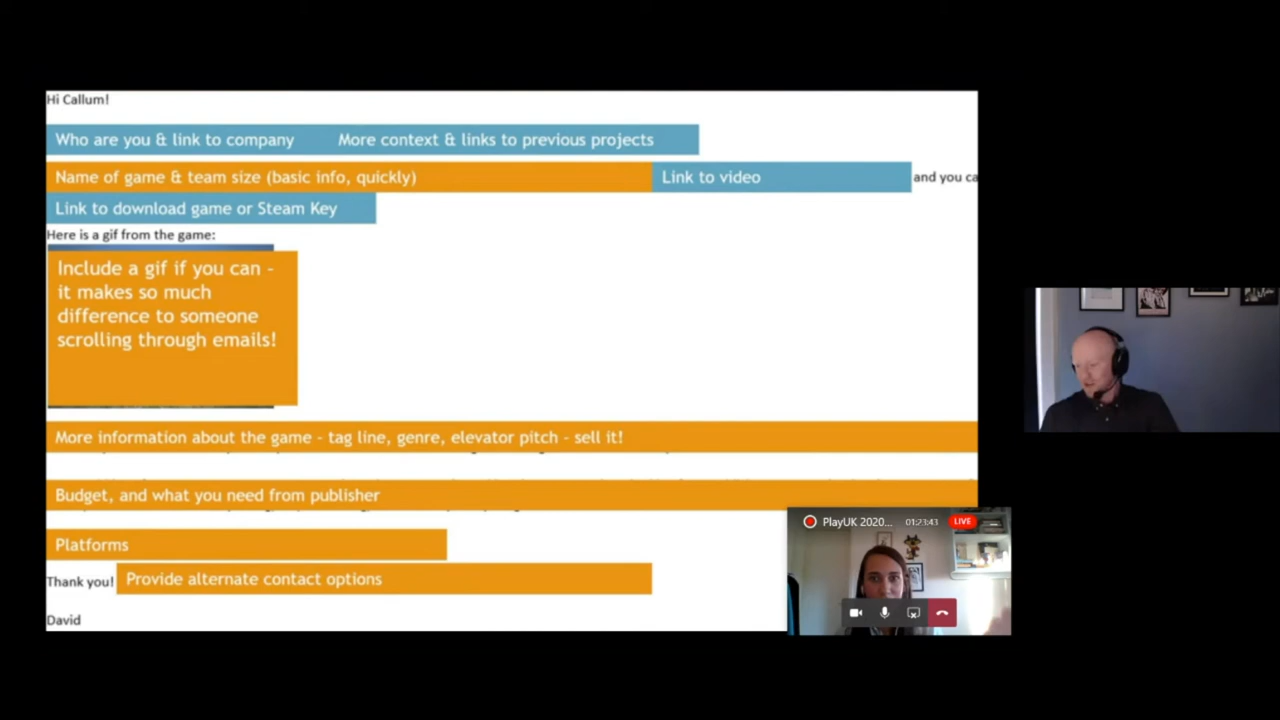 Hi Callum!
Who are you & link to company More context & links to previous projects
Name of game & team size (basic info, quickly) Link to video and you ca
Link to download game or Steam Key
Here is a gif from the game:
Include a gif if you can -
it makes so much
difference to someone
scrolling through emails!
More information about the game - tag line, genre, elevator pitch - sell it!
Budget, and what you need from publisher
PlayUK 2020... 01:23:43 LIVE
Platforms
Thank you! Provide alternate contact options
David